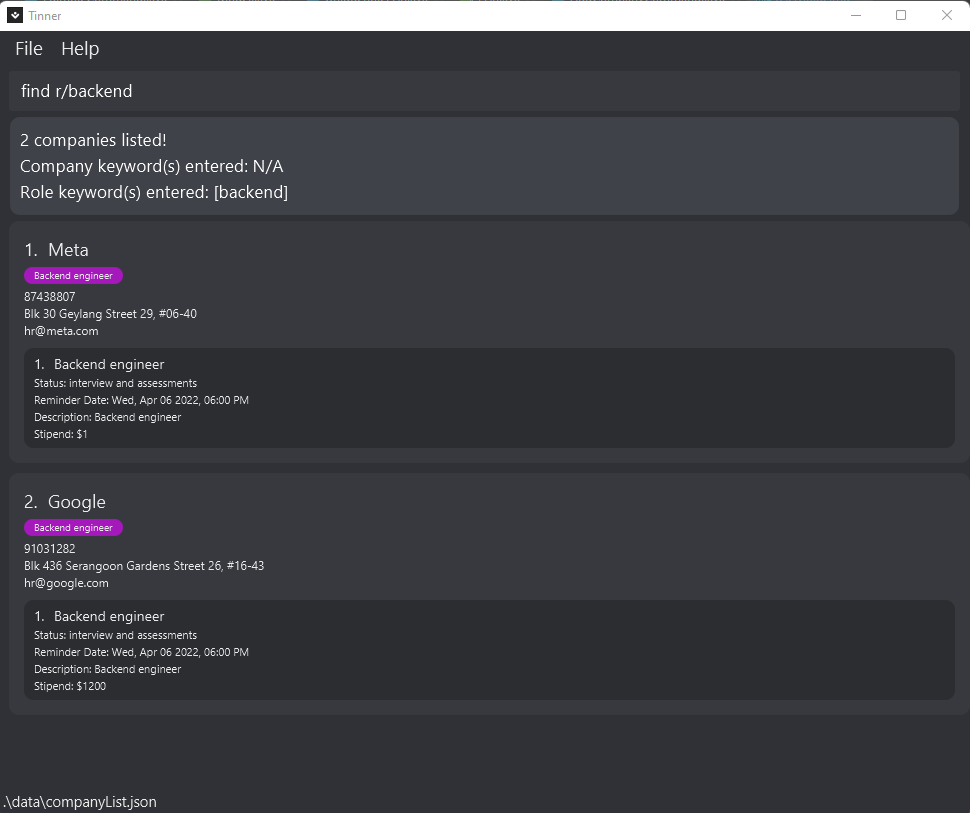 Tinner
File Help
find r/backend
2 companies listed!
Company keyword(s) entered: N/A
Role keyword(s) entered: [backend]
1. Meta
Backend engineer
87438807
Blk 30 Geylang Street 29, #06-40
hr@meta.com
1. Backend engineer
Status: interview and assessments
Reminder Date: Wed, Apr 06 2022, 06:00 PM
Description: Backend engineer
Stipend: $1
2. Google
Backend engineer
91031282
Blk 436 Serangoon Gardens Street 26, #16-43
hr@google.com
1. Backend engineer
Status: interview and assessments
Reminder Date: Wed, Apr 06 2022, 06:00 PM
Description: Backend engineer
Stipend: $1200
.\data\companyList.json